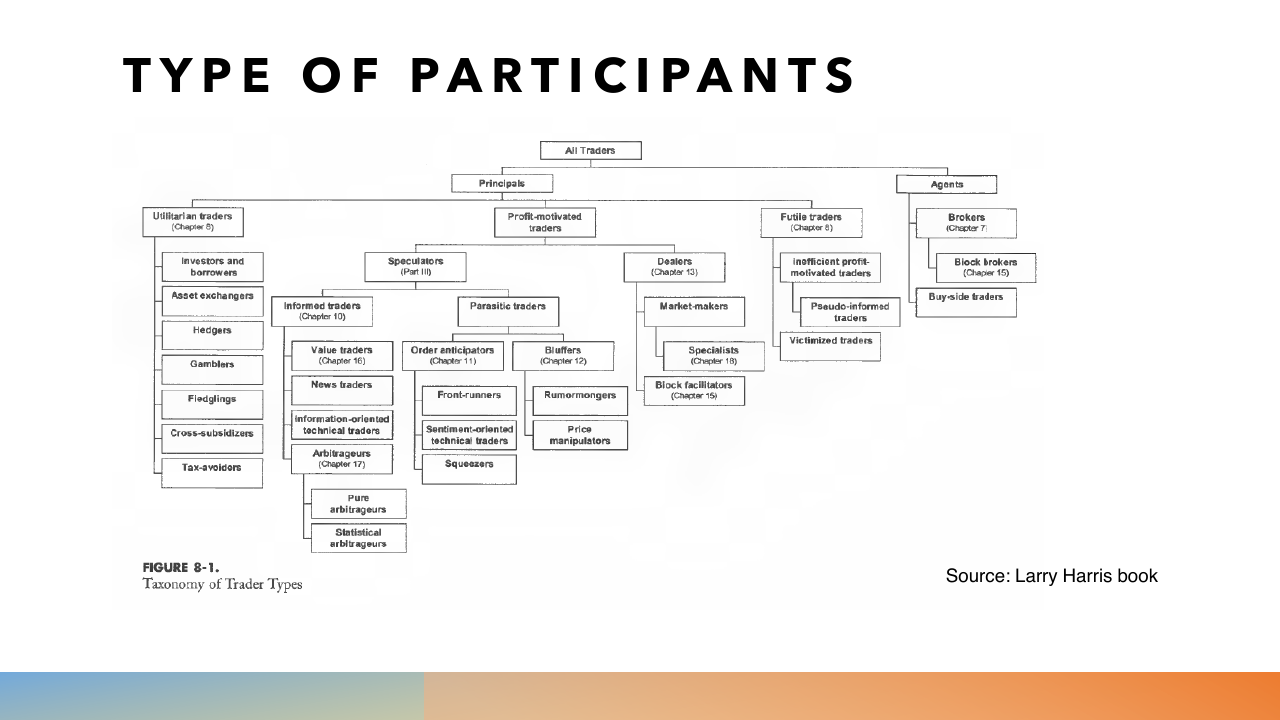 TYPE OF PARTICIPANTS
All Traders
Principals
Agents
Utilitarian traders
(Chapter 8)
Profit-motivated
traders
Futile traders
(Chapter 8)
Brokers
(Chapter 7)
Investors and
borrowers
Speculators
(Part III)
Dealers
(Chapter 13)
Inefficient profit-
motivated traders
Block brokers
(Chapter 15)
Asset exchangers
Informed traders
(Chapter 10)
Parasitic traders
Market-makers
Pseudo-informed
traders
Buy-side traders
Hedgers
Value traders
(Chapter 16)
Order anticipators
(Chapter 11)
Bluffers
(Chapter 12)
Specialists
(Chapter 18)
Victimized traders
Gamblers
News traders
Front-runners
Rumormongers
Block facilitators
(Chapter 15)
Fledglings
Information-oriented
technical traders
Sentiment-oriented
technical traders
Price
manipulators
Cross-subsidizers
Arbitrageurs
(Chapter 17)
Squeezers
Tax-avoiders
Pure
arbitrageurs
Statistical
arbitrageurs
FIGURE 8-1.
Taxonomy of Trader Types
Source: Larry Harris book